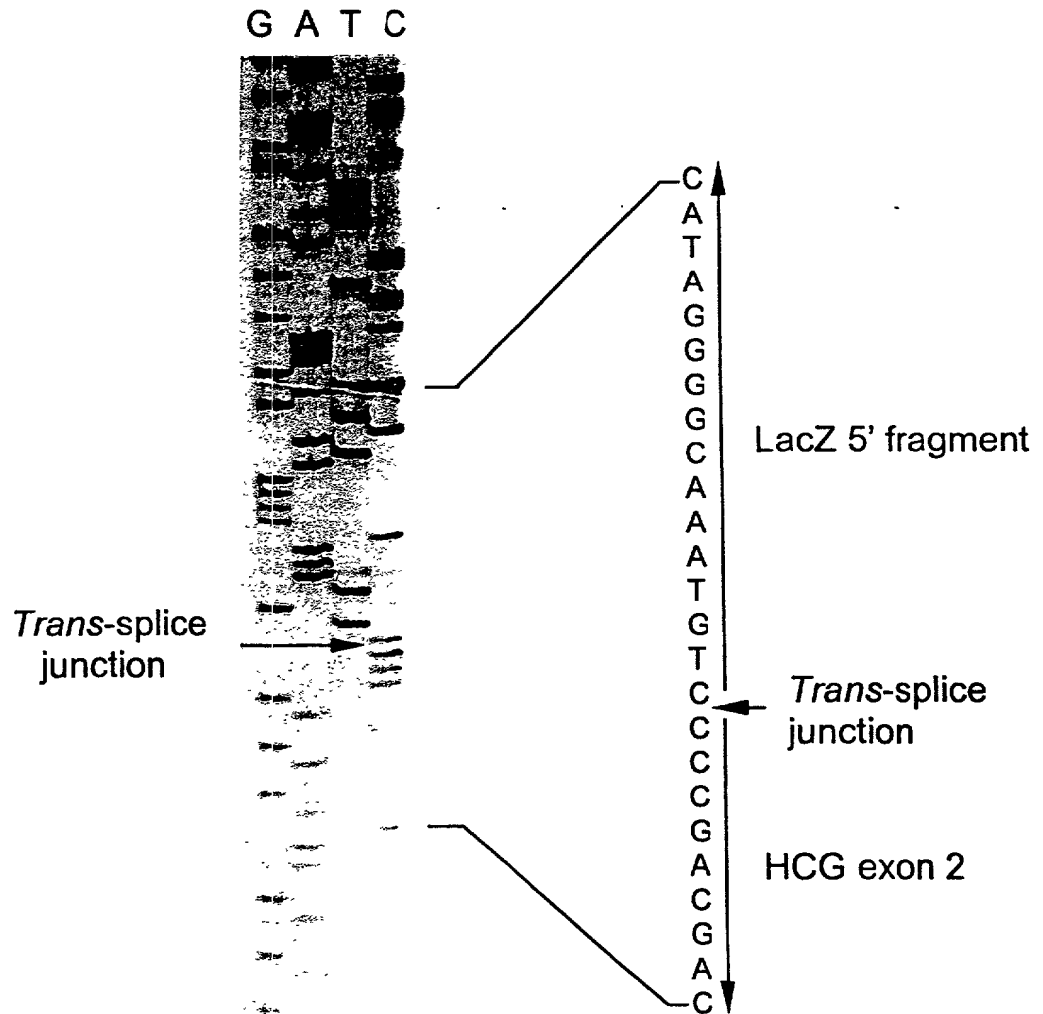 G A T C
C
A
T
A
G
G
G
G
C
A
A
A
T
G
T
C
C
C
C
G
A
C
G
A
C
LacZ 5' fragment
Trans-splice
junction
Trans-splice
junction
HCG exon 2